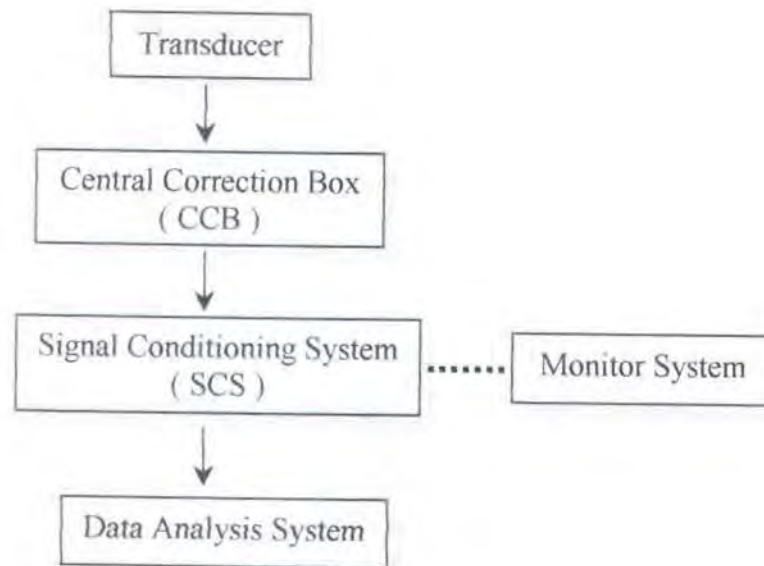 Transducer
Central Correction Box
( CCB )
Signal Conditioning System
( SCS )
Monitor System
Data Analysis System